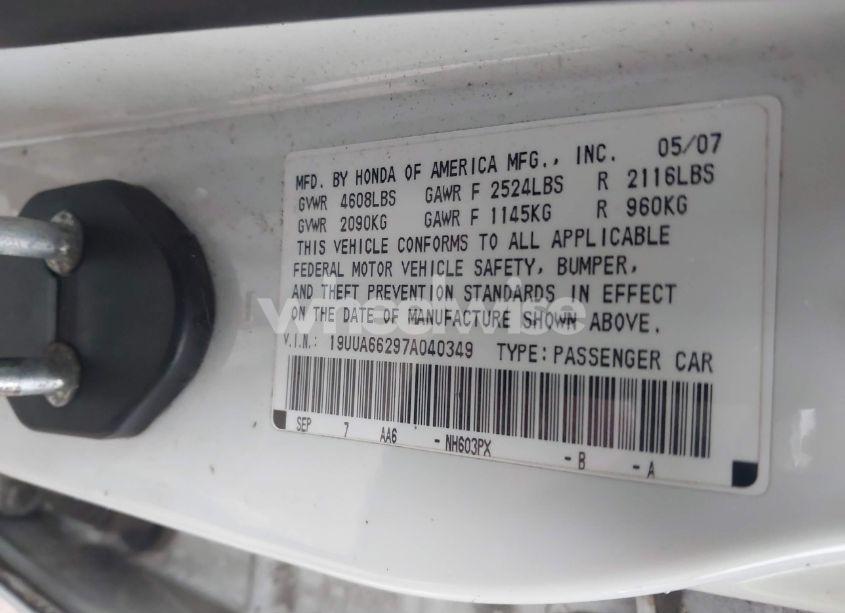 MFD. BY HONDA OF AMERICA MFG., INC. 05/07
GVWR 4608LBS GAWR F 2524LBS R 2116LBS
GVWR 2090KG GAWR F 1145KG R 960KG
THIS VEHICLE CONFORMS TO ALL APPLICABLE
FEDERAL MOTOR VEHICLE SAFETY, BUMPER,
AND THEFT PREVENTION STANDARDS IN EFFECT
ON THE DATE OF MANUFACTURE SHOWN ABOVE.
wheelwise
V.I.N.: 19UUA66297A040349 TYPE: PASSENGER CAR
SEP 7 AA6 - NH603PX - B - A